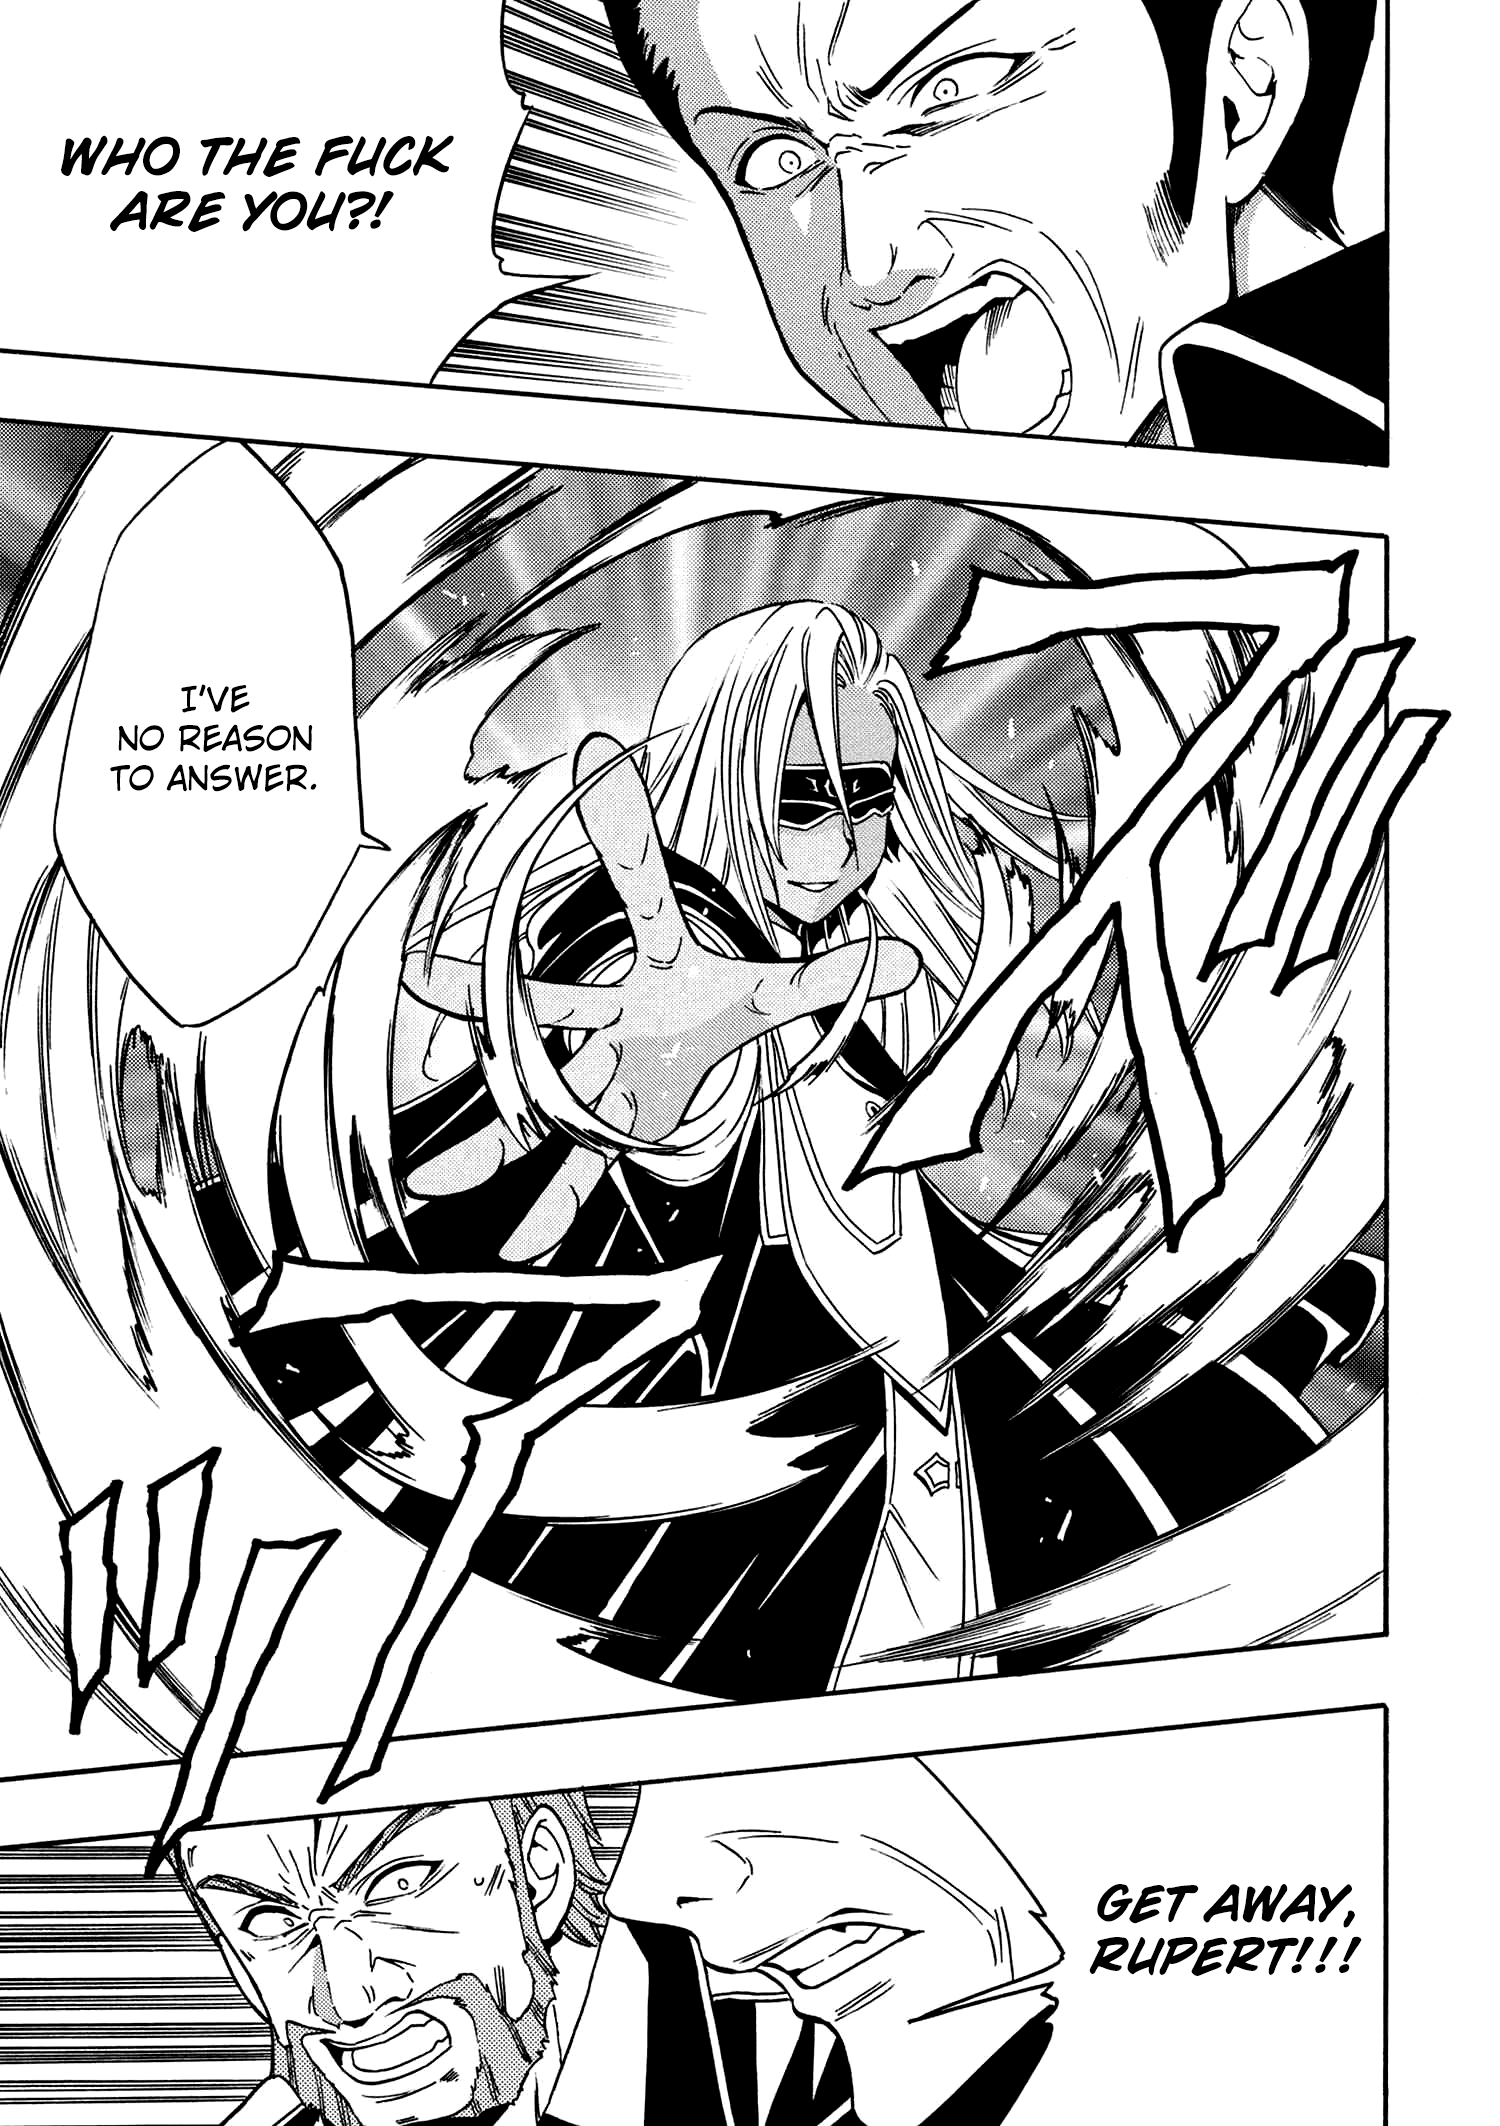 WHO THE FUCK
ARE YOU?!
I'VE
NO REASON
TO ANSWER.
GET AWAY,
RUPERT!!!